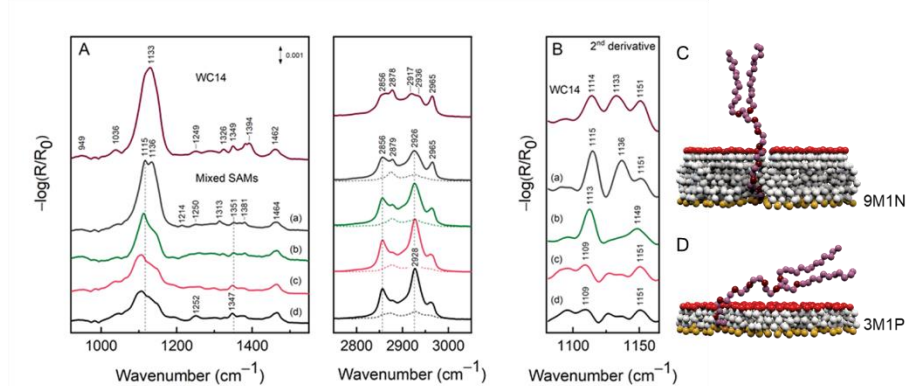 A
0.001
1133
WC14
949
1036
1249
1326
1349
1394
1462
1115
1136
Mixed SAMs
1214
1250
1313
1351
1381
1464
(a)
(b)
(c)
1252
1347
(d)
1000
1200
1400
Wavenumber (cm⁻¹)
−log(R/R₀)
2856
2878
2917
2936
2965
2856
2879
2926
2965
2928
2800
2900
3000
Wavenumber (cm⁻¹)
B
2nd derivative
WC14
1114
1133
1151
(a)
1115
1136
1151
(b)
1113
1149
(c)
1109
1151
(d)
1109
1151
1100
1150
Wavenumber (cm⁻¹)
−log(R/R₀)
C
9M1N
D
3M1P